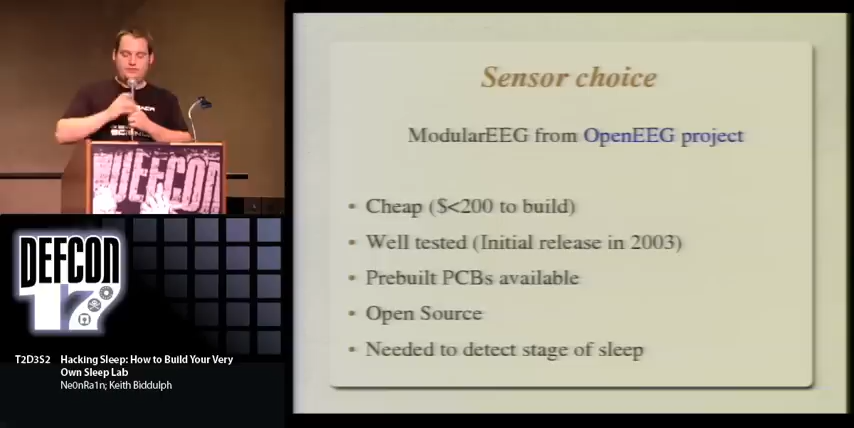 Sensor choice
ModularEEG from OpenEEG project
• Cheap ($<200 to build)
• Well tested (Initial release in 2003)
• Prebuilt PCBs available
• Open Source
• Needed to detect stage of sleep
DEFCON
DEFCON
17
T2D3S2 Hacking Sleep: How to Build Your Very
Own Sleep Lab
Ne0nRa1n; Keith Biddulph